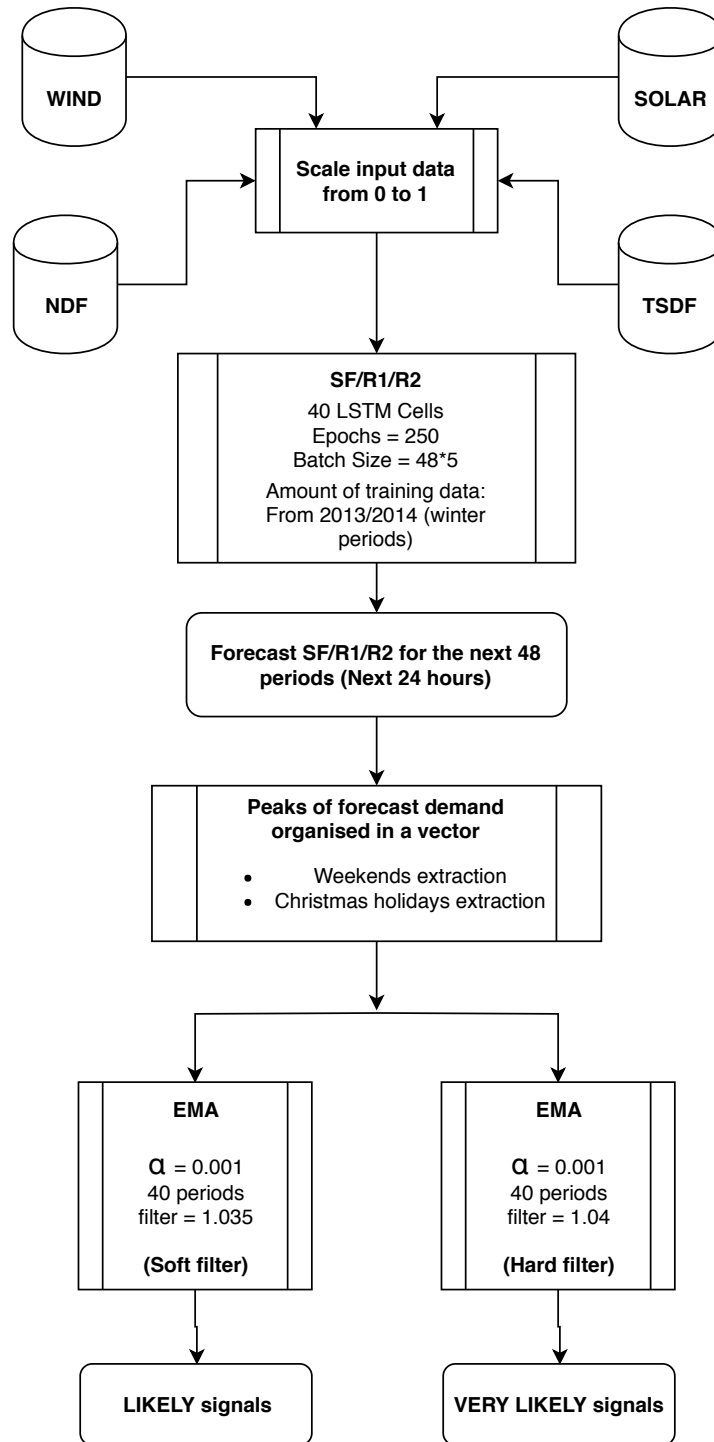 WIND
SOLAR
Scale input data
from 0 to 1
NDF
TSDF
SF/R1/R2
40 LSTM Cells
Epochs = 250
Batch Size = 48*5
Amount of training data:
From 2013/2014 (winter
periods)
Forecast SF/R1/R2 for the next 48
periods (Next 24 hours)
Peaks of forecast demand
organised in a vector
• Weekends extraction
• Christmas holidays extraction
EMA
α = 0.001
40 periods
filter = 1.035
(Soft filter)
EMA
α = 0.001
40 periods
filter = 1.04
(Hard filter)
LIKELY signals
VERY LIKELY signals